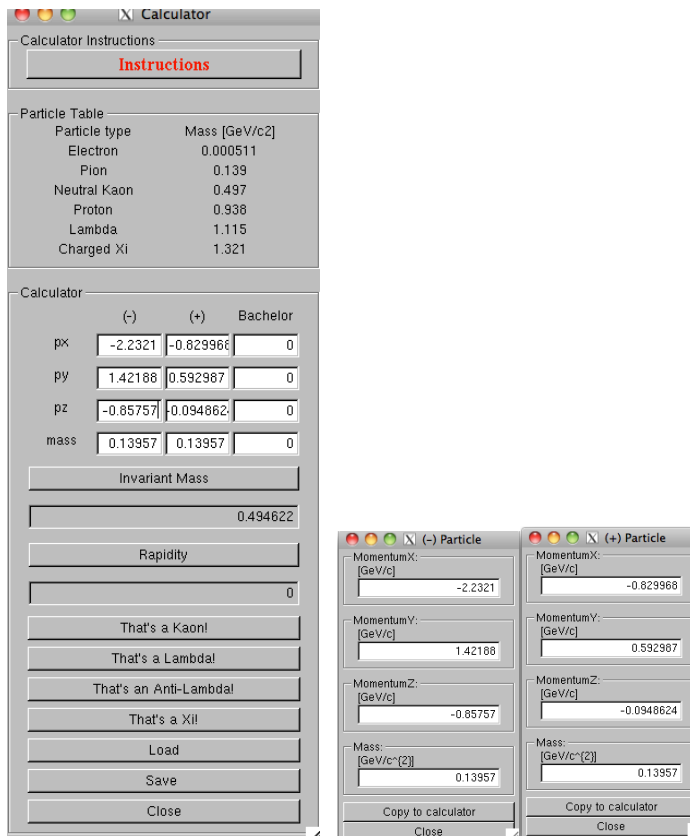 Calculator
Calculator Instructions
Instructions
Particle Table
Particle type Mass [GeV/c2]
Electron 0.000511
Pion 0.139
Neutral Kaon 0.497
Proton 0.938
Lambda 1.115
Charged Xi 1.321
Calculator
(-) (+) Bachelor
px -2.2321 -0.829968 0
py 1.42188 0.592987 0
pz -0.85757 -0.094862 0
mass 0.13957 0.13957 0
Invariant Mass
0.494622
Rapidity
0
That's a Kaon!
That's a Lambda!
That's an Anti-Lambda!
That's a Xi!
Load
Save
Close
(-) Particle
MomentumX:
[GeV/c]
-2.2321
MomentumY:
[GeV/c]
1.42188
MomentumZ:
[GeV/c]
-0.85757
Mass:
[GeV/c^{2}]
0.13957
Copy to calculator
Close
(+) Particle
MomentumX:
[GeV/c]
-0.829968
MomentumY:
[GeV/c]
0.592987
MomentumZ:
[GeV/c]
-0.0948624
Mass:
[GeV/c^{2}]
0.13957
Copy to calculator
Close